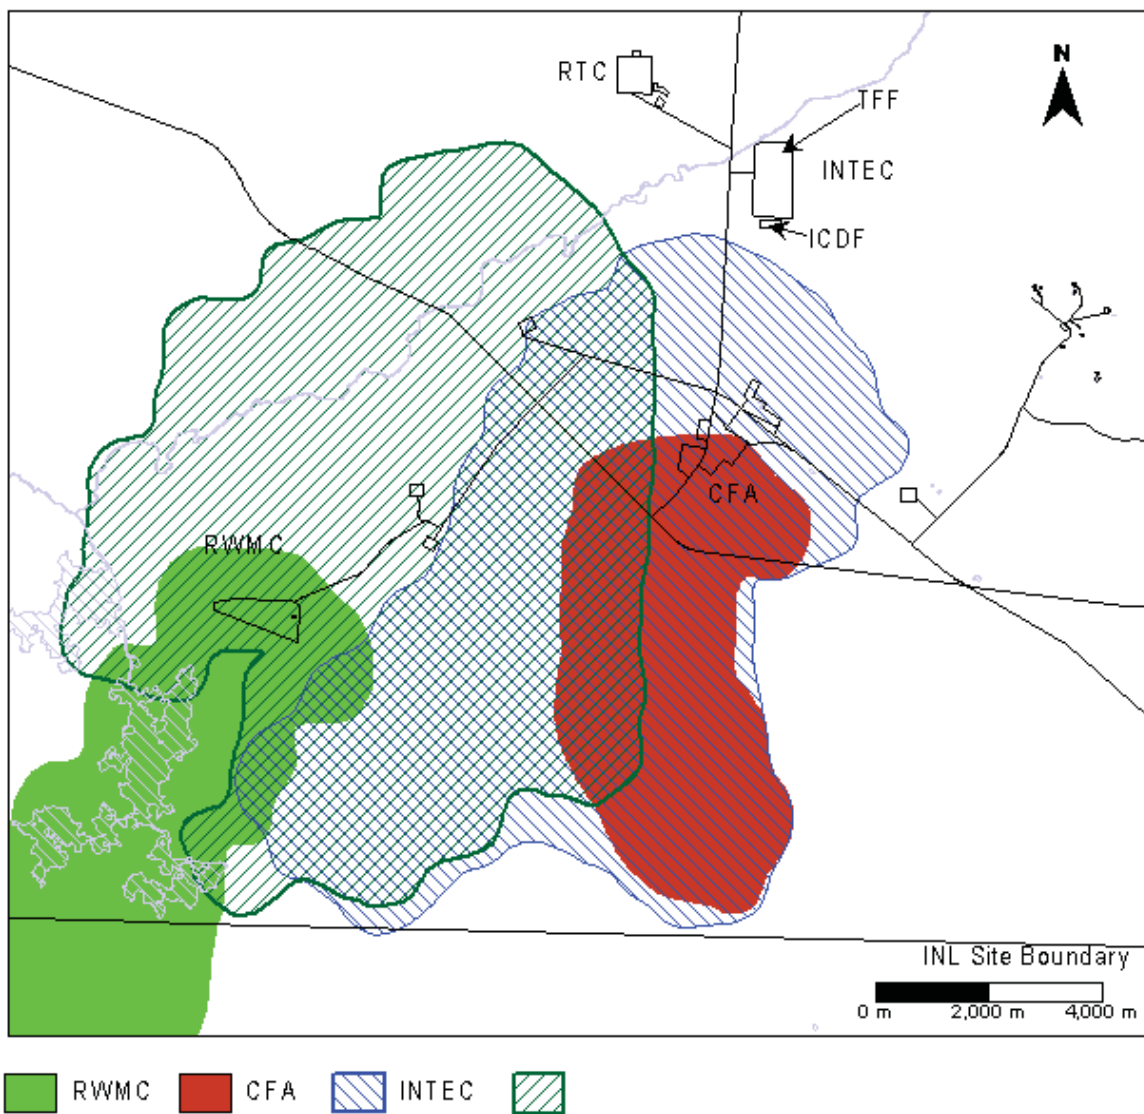 N
RTC
TFF
INTEC
ICDF
CFA
RWMC
INL Site Boundary
0 m 2,000 m 4,000 m
RWMC CFA INTEC